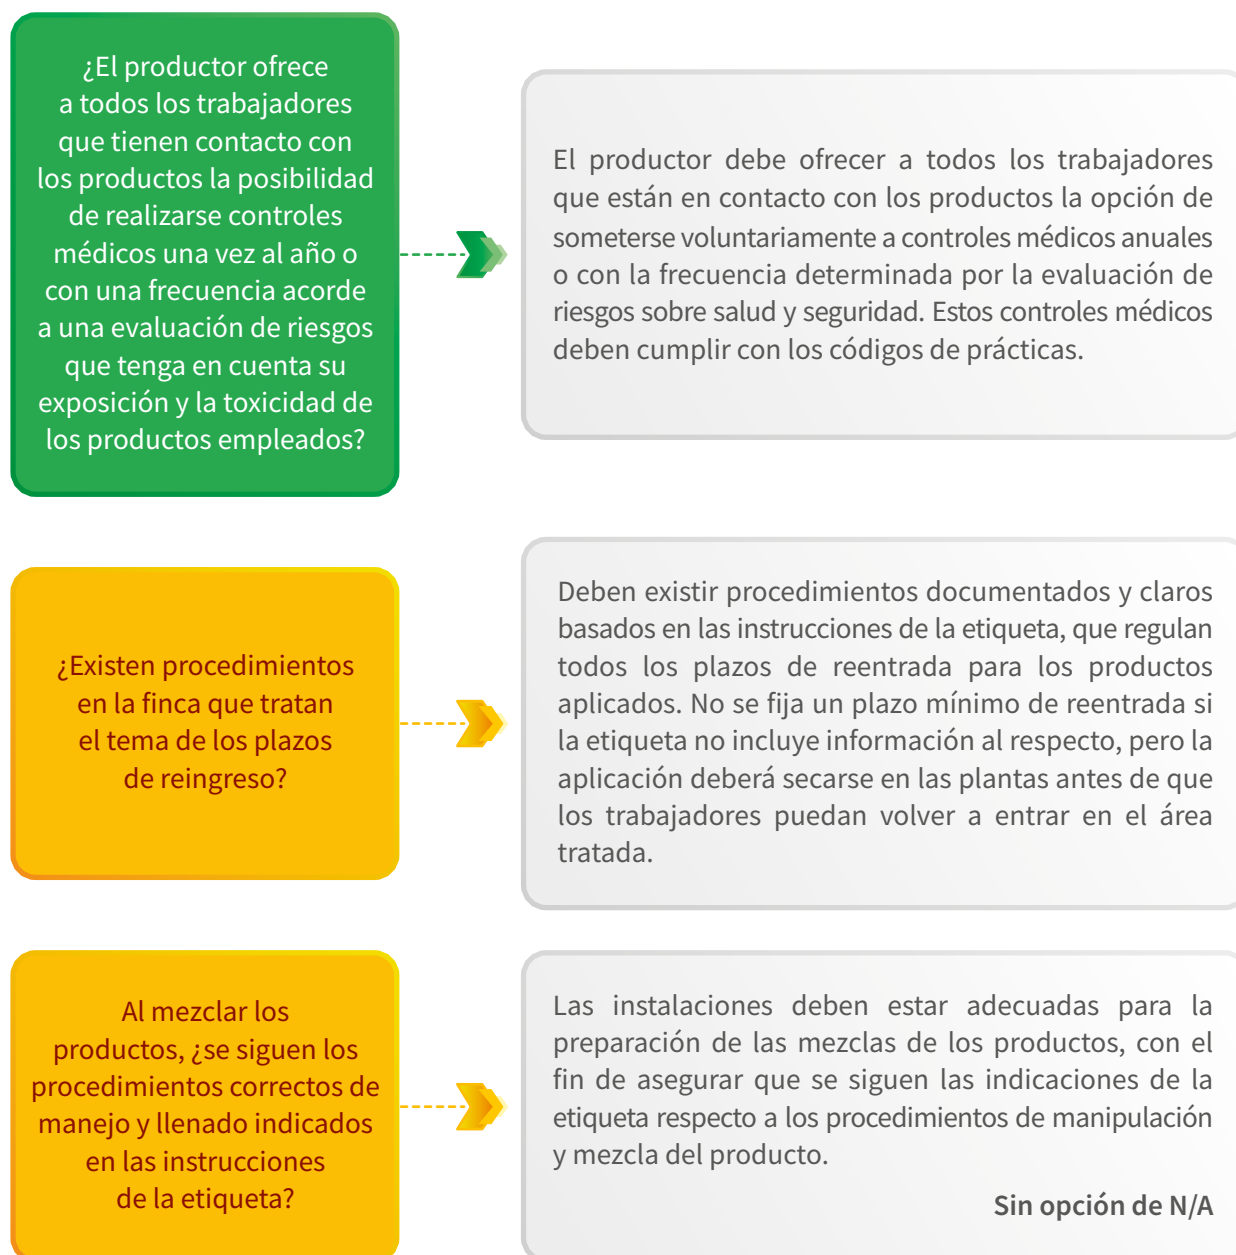 ¿El productor ofrece
a todos los trabajadores
que tienen contacto con
los productos la posibilidad
de realizarse controles
médicos una vez al año o
con una frecuencia acorde
a una evaluación de riesgos
que tenga en cuenta su
exposición y la toxicidad de
los productos empleados?
El productor debe ofrecer a todos los trabajadores
que están en contacto con los productos la opción de
someterse voluntariamente a controles médicos anuales
o con la frecuencia determinada por la evaluación de
riesgos sobre salud y seguridad. Estos controles médicos
deben cumplir con los códigos de prácticas.
¿Existen procedimientos
en la finca que tratan
el tema de los plazos
de reingreso?
Deben existir procedimientos documentados y claros
basados en las instrucciones de la etiqueta, que regulan
todos los plazos de reentrada para los productos
aplicados. No se fija un plazo mínimo de reentrada si
la etiqueta no incluye información al respecto, pero la
aplicación deberá secarse en las plantas antes de que
los trabajadores puedan volver a entrar en el área
tratada.
Al mezclar los
productos, ¿se siguen los
procedimientos correctos de
manejo y llenado indicados
en las instrucciones
de la etiqueta?
Las instalaciones deben estar adecuadas para la
preparación de las mezclas de los productos, con el
fin de asegurar que se siguen las indicaciones de la
etiqueta respecto a los procedimientos de manipulación
y mezcla del producto.
Sin opción de N/A